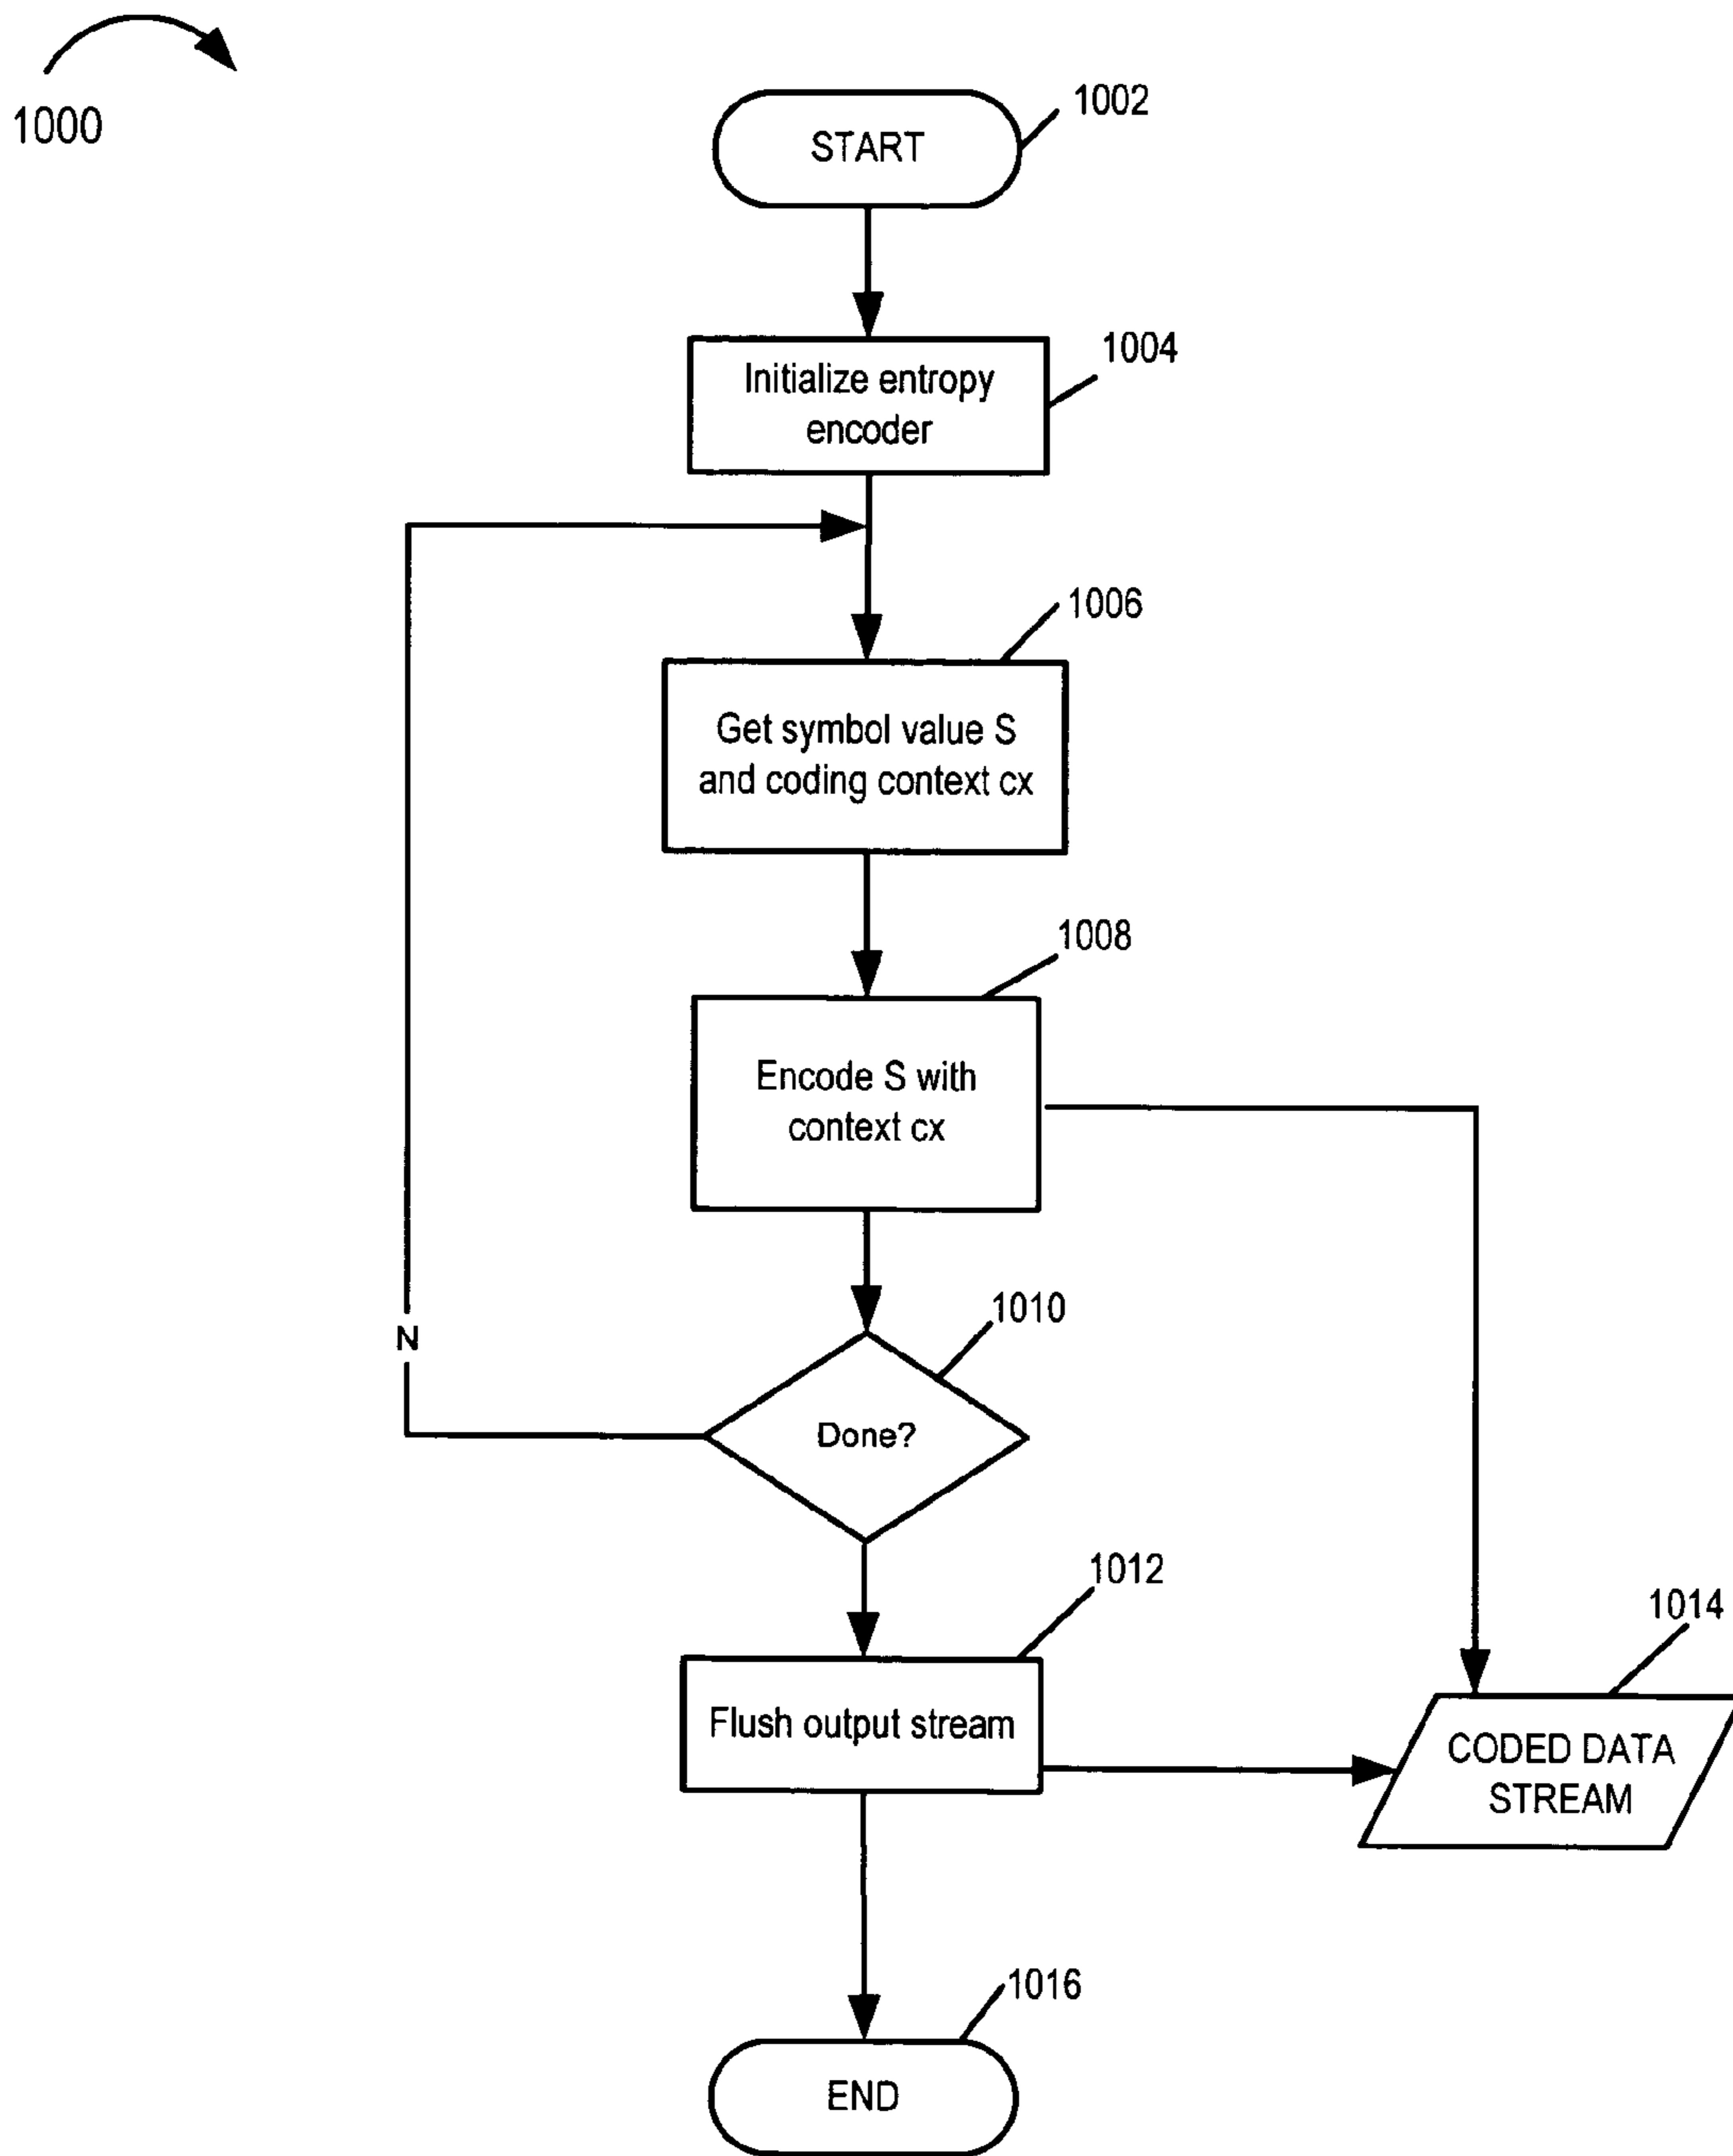 1000
1002
START
1004
Initialize entropy
encoder
1006
Get symbol value S
and coding context cx
1008
Encode S with
context cx
1010
N
Done?
1012
Flush output stream
1014
CODED DATA
STREAM
1016
END